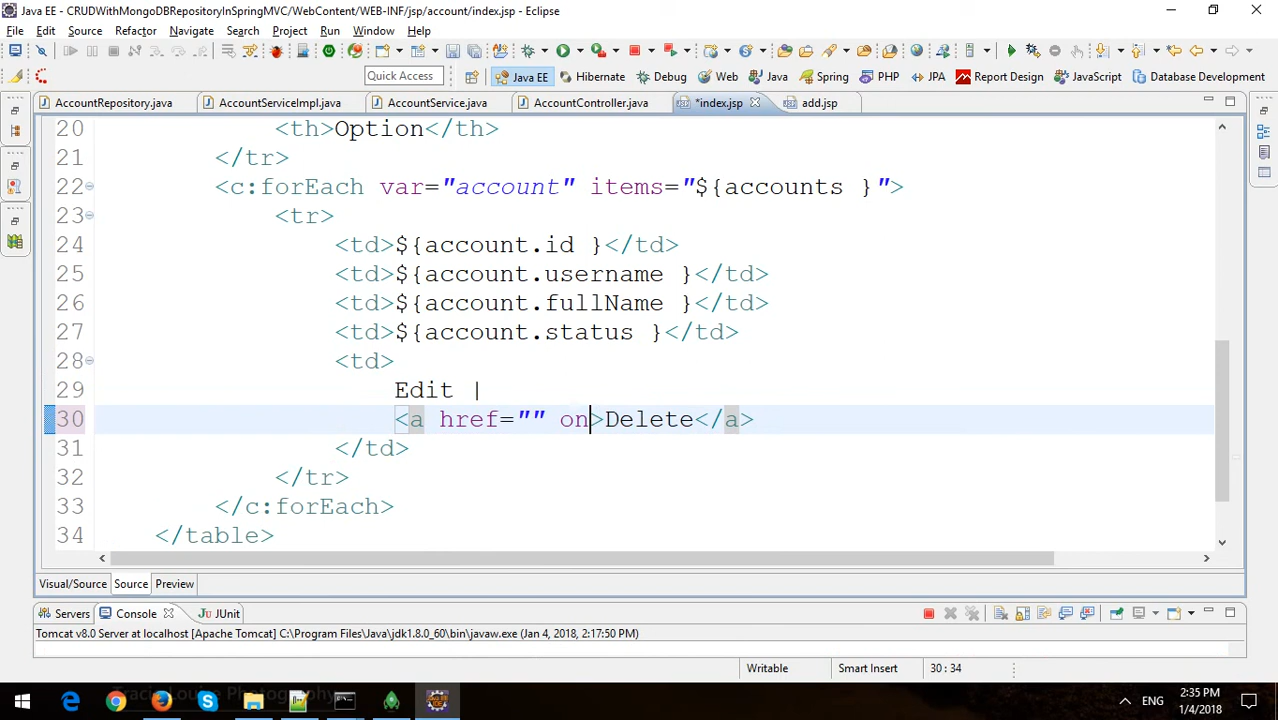 Java EE - CRUDWithMongoDBRepositoryInSpringMVC/WebContent/WEB-INF/jsp/account/index.jsp - Eclipse
File Edit Source Refactor Navigate Search Project Run Window Help
Quick Access Java EE Hibernate Debug Web Java Spring PHP JPA Report Design JavaScript Database Development
AccountRepository.java AccountServiceImpl.java AccountService.java AccountController.java *index.jsp add.jsp
20 <th>Option</th>
21 </tr>
22 <c:forEach var="account" items="${accounts }">
23 <tr>
24 <td>${account.id }</td>
25 <td>${account.username }</td>
26 <td>${account.fullName }</td>
27 <td>${account.status }</td>
28 <td>
29 Edit |
30 <a href="" on>Delete</a>
31 </td>
32 </tr>
33 </c:forEach>
34 </table>
Visual/Source Source Preview
Servers Console JUnit
Tomcat v8.0 Server at localhost [Apache Tomcat] C:\Program Files\Java\jdk1.8.0_60\bin\javaw.exe (Jan 4, 2018, 2:17:50 PM)
Writable Smart Insert 30 : 34
ENG
2:35 PM
1/4/2018